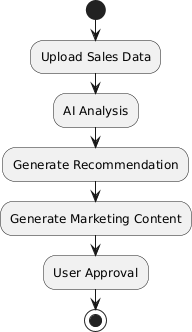 Upload Sales Data
AI Analysis
Generate Recommendation
Generate Marketing Content
User Approval